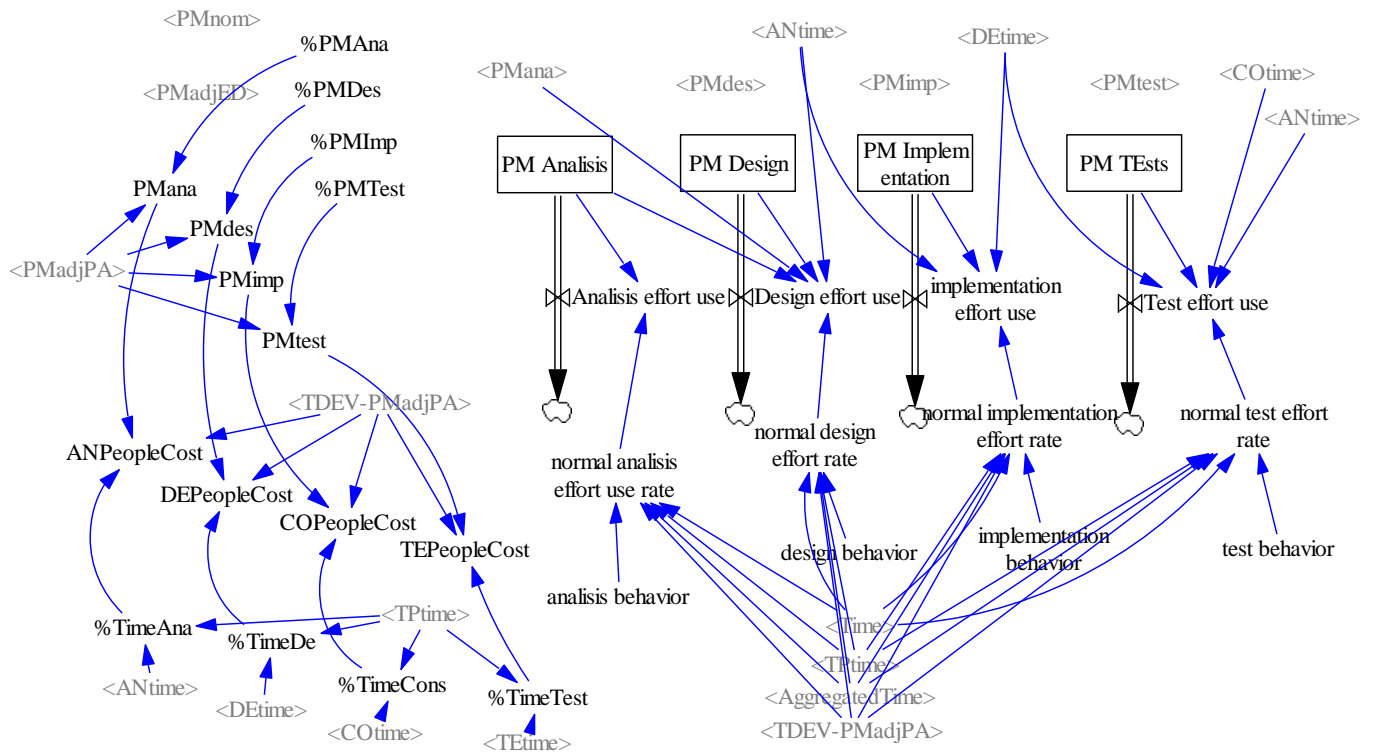 <PMnom>
%PMAna
<ANtime>
<DEtime>
<PMana>
<PMdes>
<PMimp>
<PMtest>
<COtime>
<PMadjED>
%PMDes
<ANtime>
%PMImp
PM Analisis
PM Design
PM Implem
entation
PM TEsts
PMana
%PMTest
PMdes
<PMadjPA>
PMimp
Analisis effort use
Design effort use
implementation
effort use
Test effort use
PMtest
<TDEV-PMadjPA>
ANPeopleCost
normal design
effort rate
normal implementation
effort rate
normal test effort
rate
normal analisis
effort use rate
DEPeopleCost
COPeopleCost
TEPeopleCost
design behavior
implementation
behavior
test behavior
analisis behavior
<TPtime>
%TimeAna
%TimeDe
<Time>
<TPtime>
<ANtime>
%TimeCons
%TimeTest
<AggregatedTime>
<DEtime>
<COtime>
<TEtime>
<TDEV-PMadjPA>